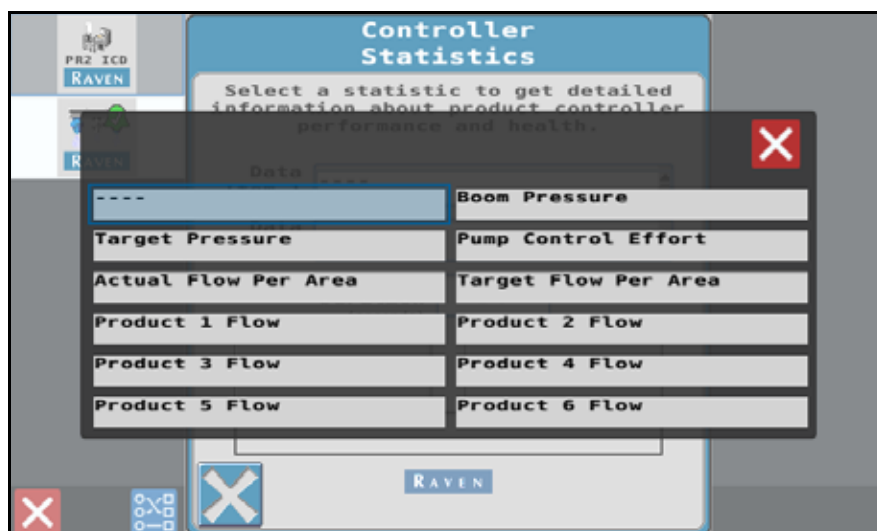 PR2 ICD
RAVEN
RAVEN
Controller
Statistics
Select a statistic to get detailed
information about product controller
performance and health.
Data
----
----
Boom Pressure
Target Pressure
Pump Control Effort
Actual Flow Per Area
Target Flow Per Area
Product 1 Flow
Product 2 Flow
Product 3 Flow
Product 4 Flow
Product 5 Flow
Product 6 Flow
RAVEN